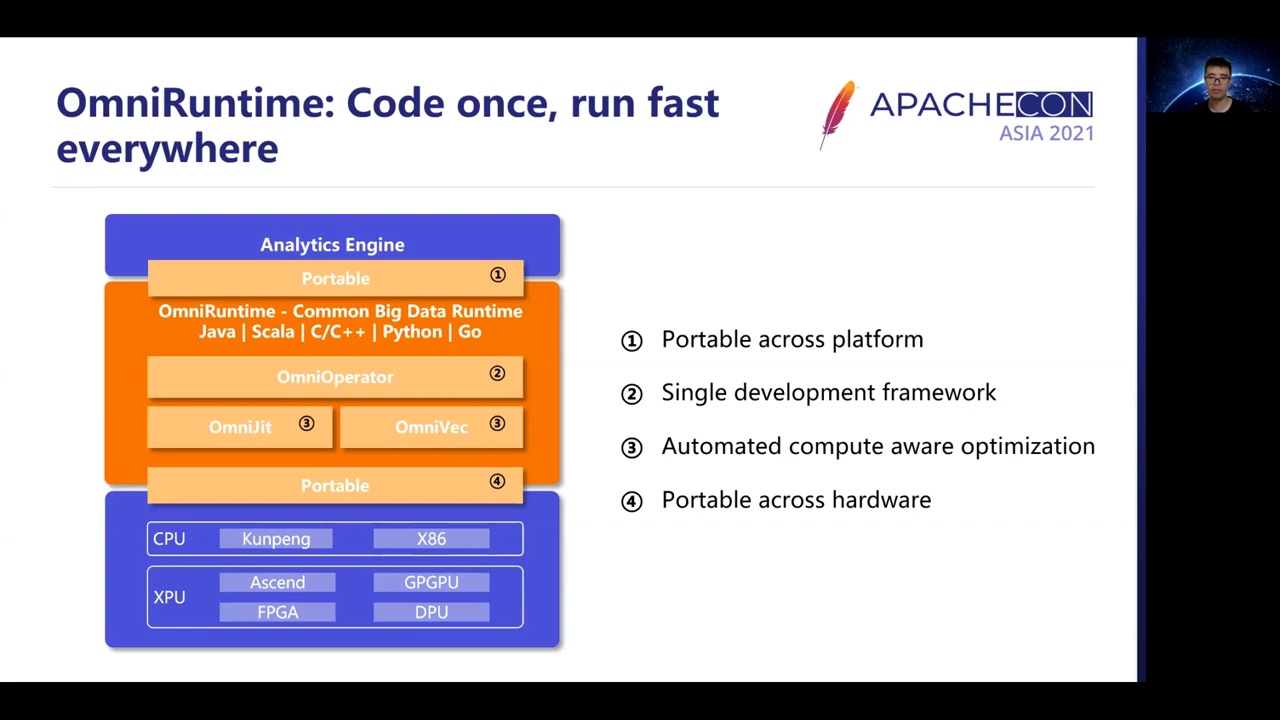 OmniRuntime: Code once, run fast
everywhere
APACHECON
ASIA 2021
Analytics Engine
Portable ①
OmniRuntime - Common Big Data Runtime
Java | Scala | C/C++ | Python | Go
OmniOperator ②
OmniJit ③ OmniVec ③
Portable ④
CPU Kunpeng X86
XPU Ascend GPGPU
FPGA DPU
① Portable across platform
② Single development framework
③ Automated compute aware optimization
④ Portable across hardware